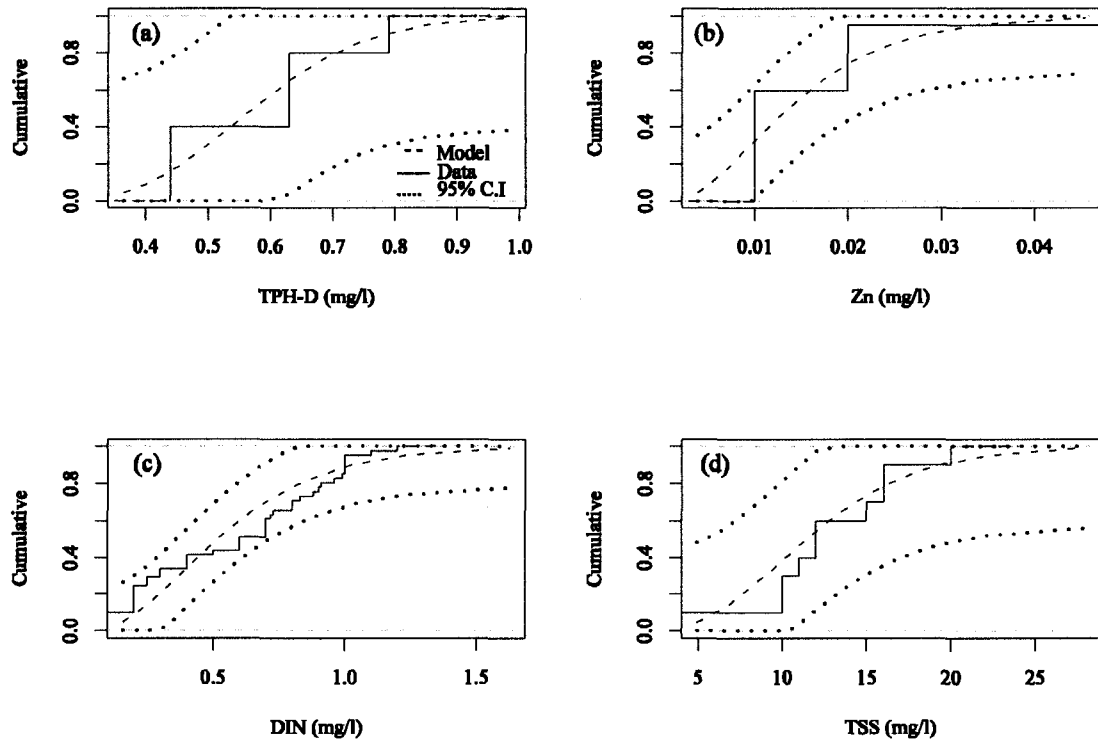 (a)
Cumulative
0.0
0.4
0.8
Model
Data
95% C.I
0.4 0.5 0.6 0.7 0.8 0.9 1.0
TPH-D (mg/l)
(b)
Cumulative
0.0
0.4
0.8
0.01 0.02 0.03 0.04
Zn (mg/l)
(c)
Cumulative
0.0
0.4
0.8
0.5 1.0 1.5
DIN (mg/l)
(d)
Cumulative
0.0
0.4
0.8
5 10 15 20 25
TSS (mg/l)